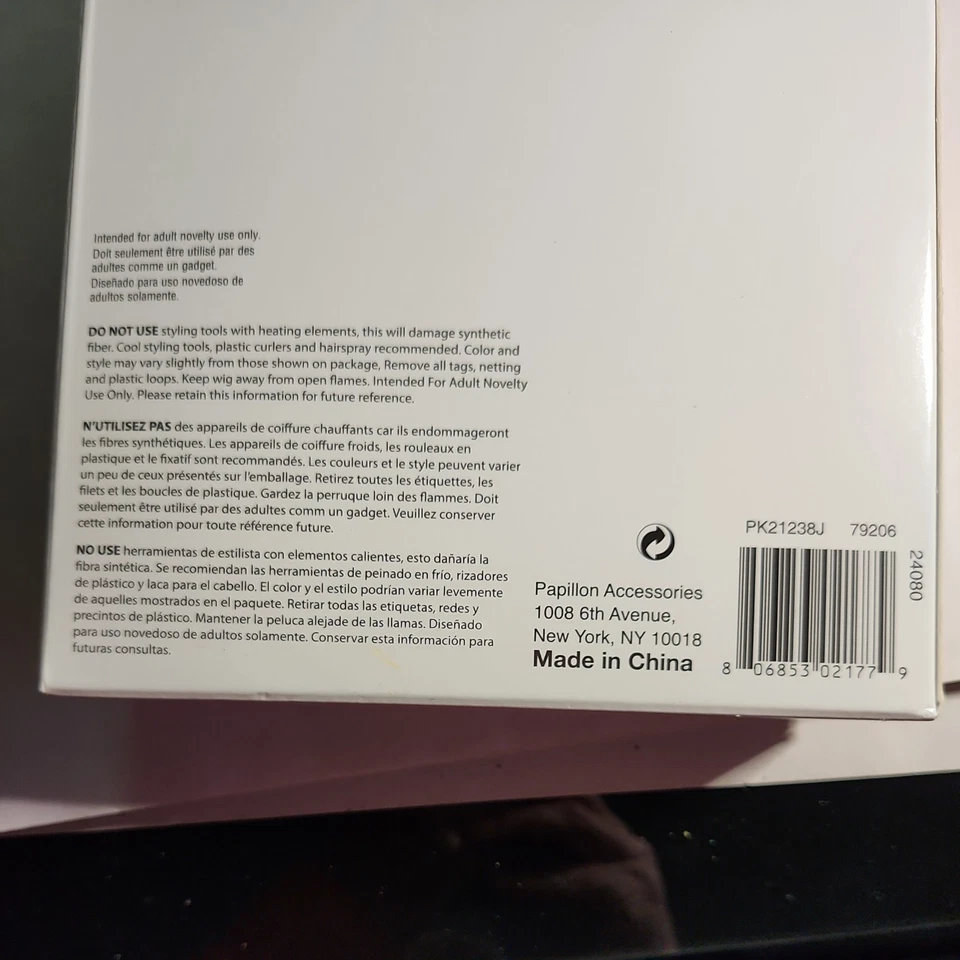 Intended for adult novelty use only.
Doit seulement être utilisé par des
adultes comme un gadget.
Diseñado para uso novedoso de
adultos solamente.
DO NOT USE styling tools with heating elements, this will damage synthetic
fiber. Cool styling tools, plastic curlers and hairspray recommended. Color and
style may vary slightly from those shown on package, Remove all tags, netting
and plastic loops. Keep wig away from open flames. Intended For Adult Novelty
Use Only. Please retain this information for future reference.
N'UTILISEZ PAS des appareils de coiffure chauffants car ils endommageront
les fibres synthétiques. Les appareils de coiffure froids, les rouleaux en
plastique et le fixatif sont recommandés. Les couleurs et le style peuvent varier
un peu de ceux présentés sur l'emballage. Retirez toutes les étiquettes, les
filets et les boucles de plastique. Gardez la perruque loin des flammes. Doit
seulement être utilisé par des adultes comm un gadget. Veuillez conserver
cette information pour toute référence future.
NO USE herramientas de estilista con elementos calientes, esto dañaría la
fibra sintética. Se recomiendan las herramientas de peinado en frío, rizadores
de plástico y laca para el cabello. El color y el estilo podrían variar levemente
de aquellos mostrados en el paquete. Retirar todas las etiquetas, redes y
precintos de plástico. Mantener la peluca alejade de las llamas. Diseñado
para uso novedoso de adultos solamente. Conservar esta información para
futuras consultas.
Papillon Accessories
1008 6th Avenue,
New York, NY 10018
Made in China
PK21238J 79206
24080
8 06853 02177 9